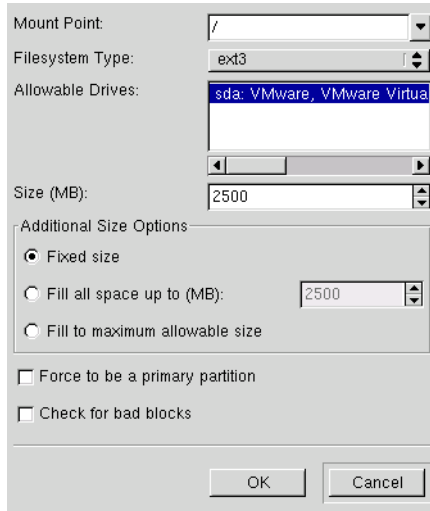 Mount Point:
/
Filesystem Type:
ext3
Allowable Drives:
sda: VMware, VMware Virtua
Size (MB):
2500
Additional Size Options
Fixed size
Fill all space up to (MB):
2500
Fill to maximum allowable size
Force to be a primary partition
Check for bad blocks
OK
Cancel